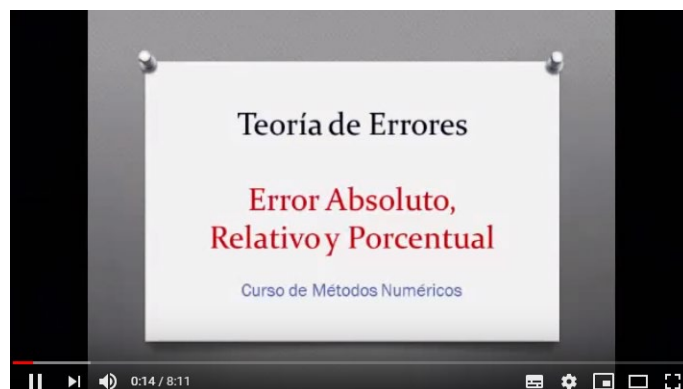 Teoría de Errores
Error Absoluto,
Relativo y Porcentual
Curso de Métodos Numéricos
0:14 / 8:11